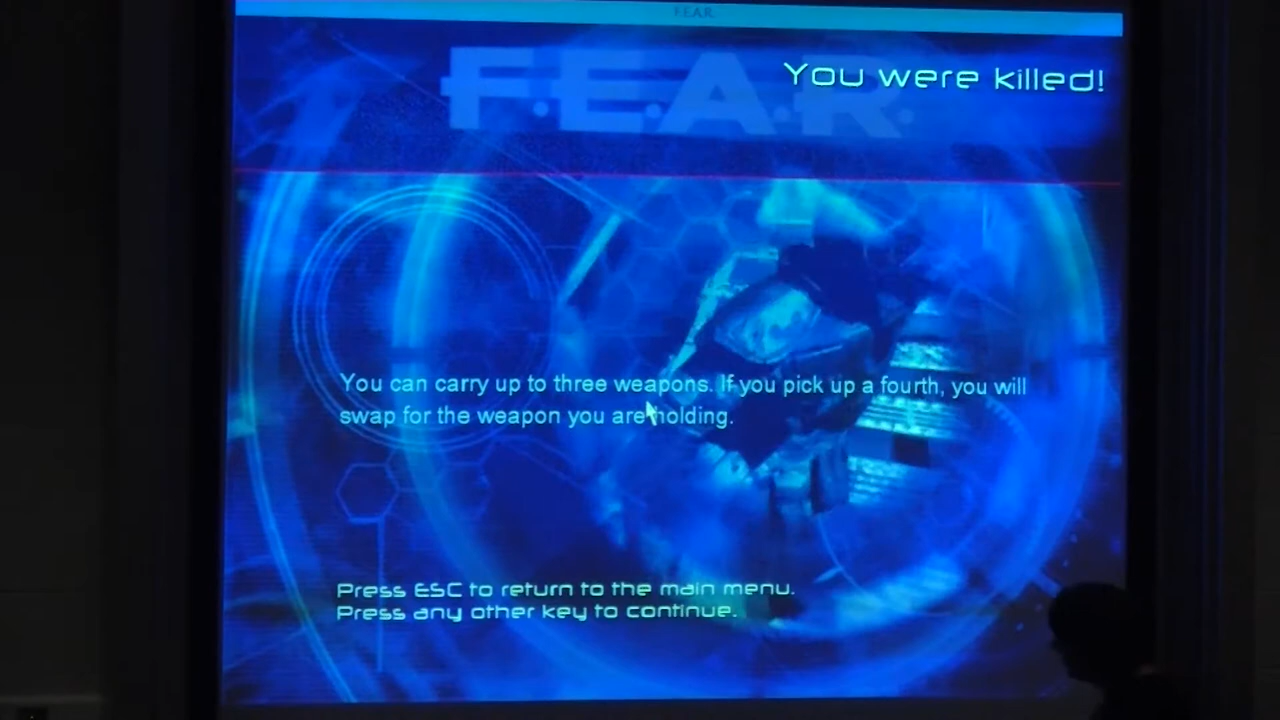 F.E.A.R.
F.E.A.R.
You were killed!
You can carry up to three weapons. If you pick up a fourth, you will
swap for the weapon you are holding.
Press ESC to return to the main menu.
Press any other key to continue.